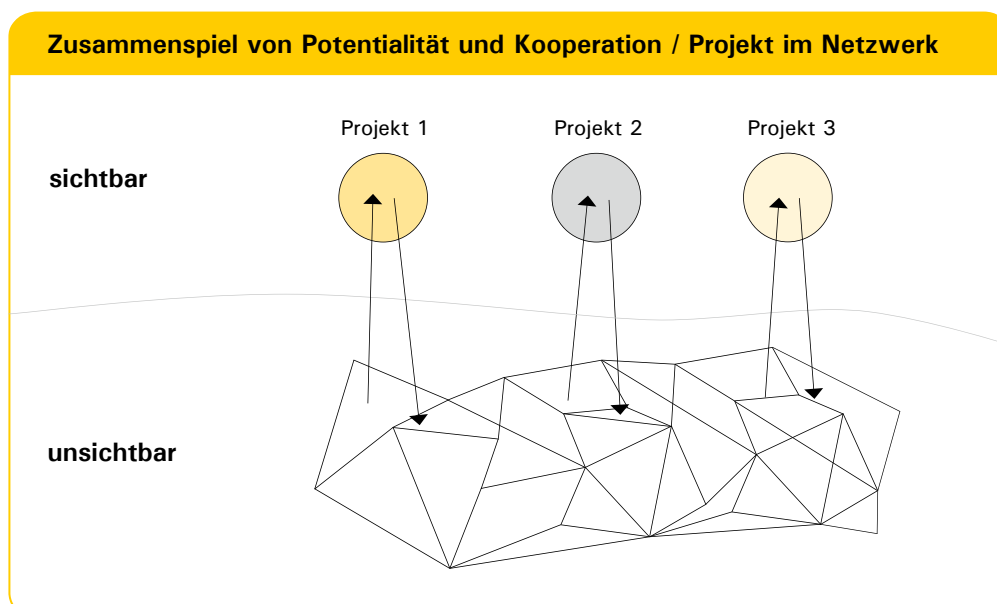 Zusammenspiel von Potentialität und Kooperation / Projekt im Netzwerk
Projekt 1
Projekt 2
Projekt 3
sichtbar
unsichtbar